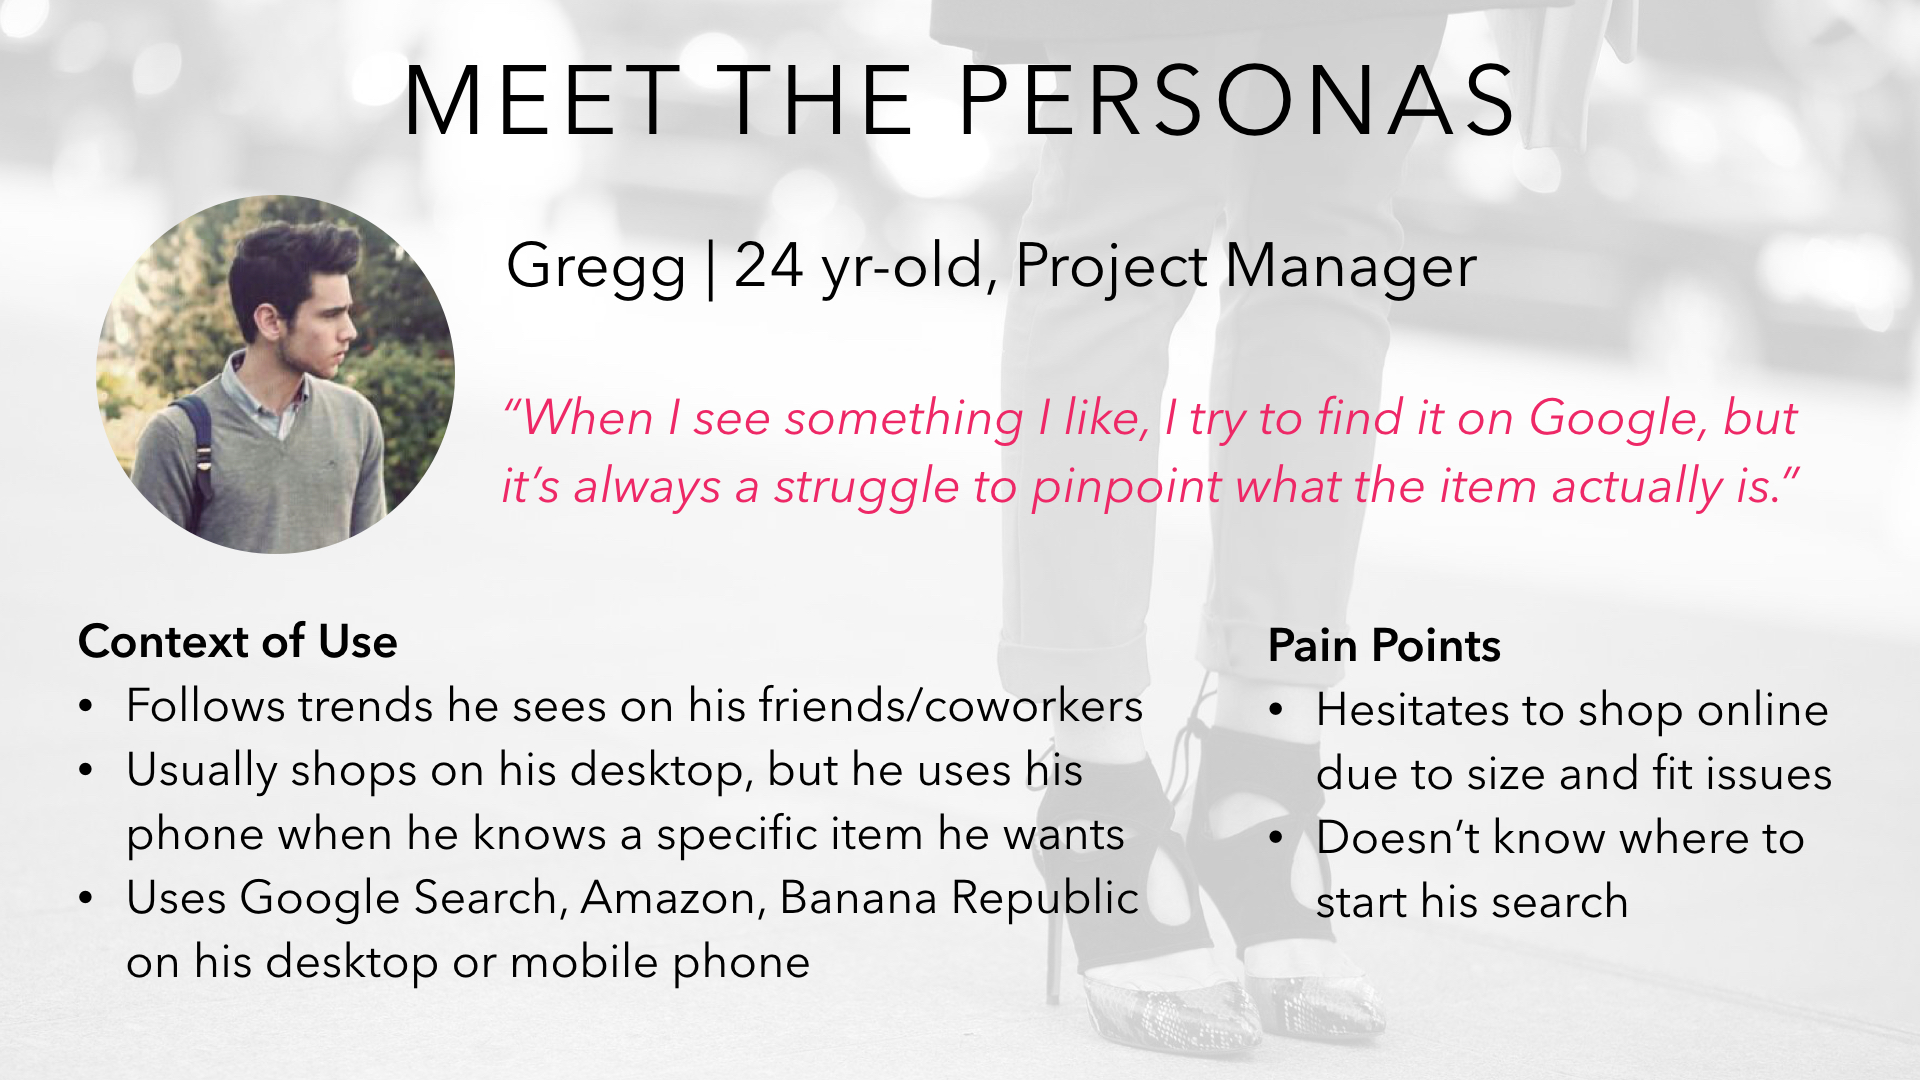 MEET THE PERSONAS
Gregg | 24 yr-old, Project Manager
“When I see something I like, I try to find it on Google, but
it’s always a struggle to pinpoint what the item actually is.”
Context of Use
• Follows trends he sees on his friends/coworkers
• Usually shops on his desktop, but he uses his
phone when he knows a specific item he wants
• Uses Google Search, Amazon, Banana Republic
on his desktop or mobile phone
Pain Points
• Hesitates to shop online
due to size and fit issues
• Doesn’t know where to
start his search